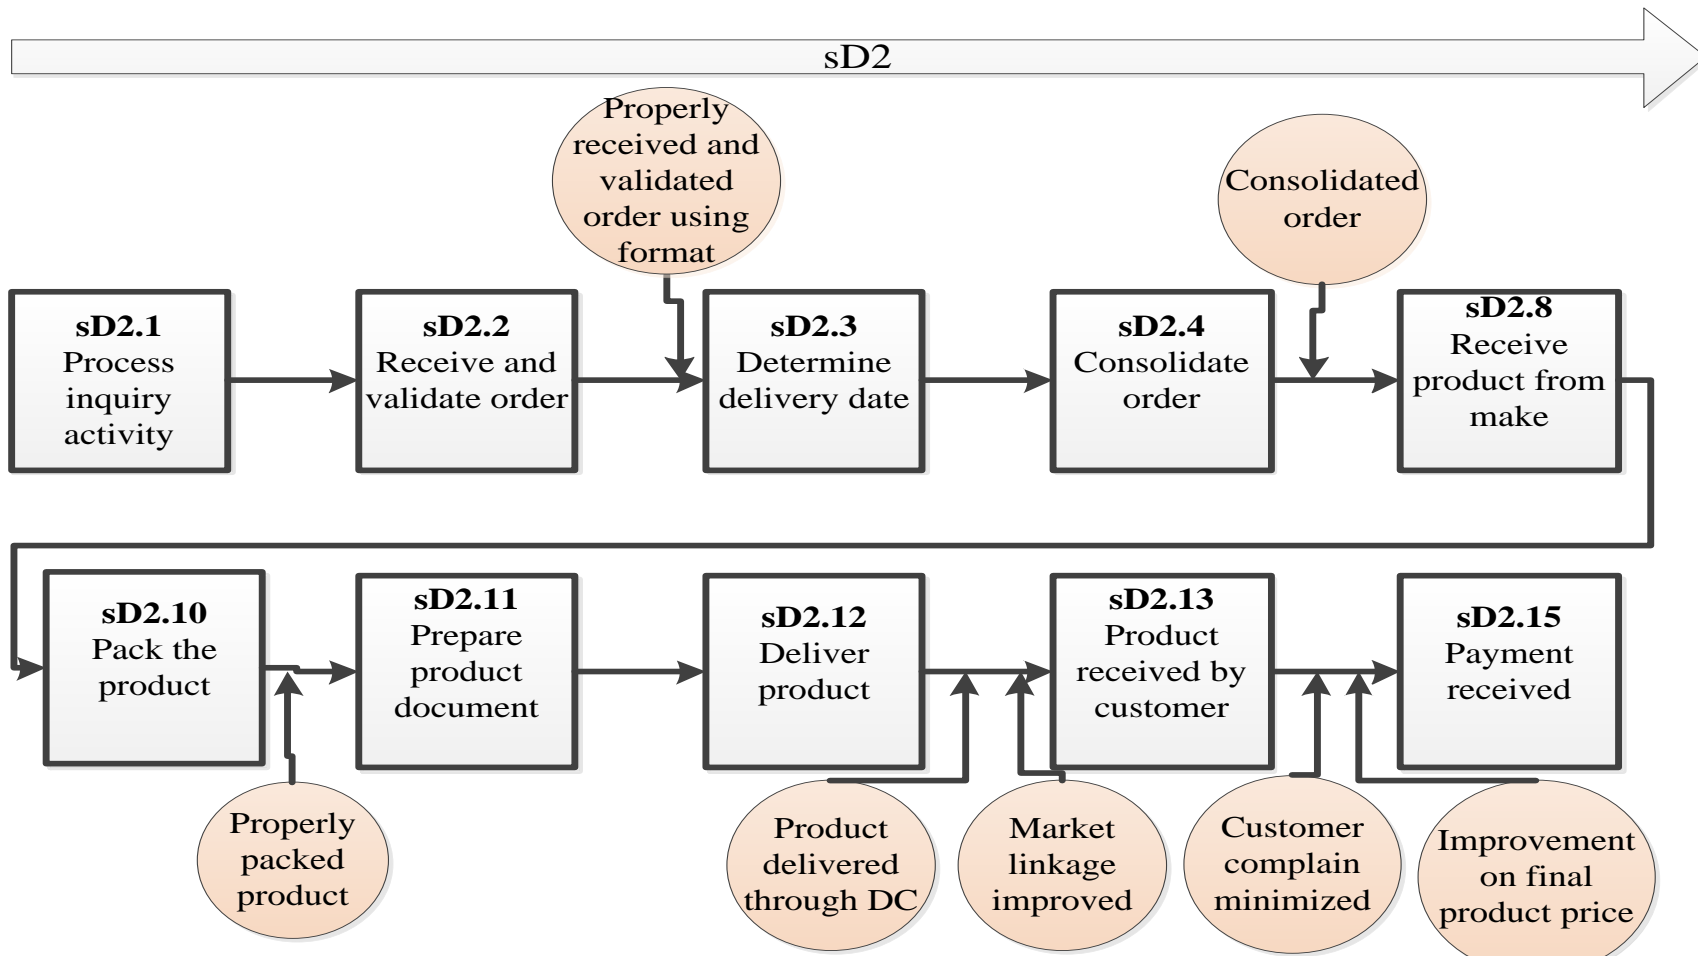 sD2
Properly
received and
validated
order using
format
Consolidated
order
sD2.1
Process
inquiry
activity
sD2.2
Receive and
validate order
sD2.3
Determine
delivery date
sD2.4
Consolidate
order
sD2.8
Receive
product from
make
sD2.10
Pack the
product
sD2.11
Prepare
product
document
sD2.12
Deliver
product
sD2.13
Product
received by
customer
sD2.15
Payment
received
Properly
packed
product
Product
delivered
through DC
Market
linkage
improved
Customer
complain
minimized
Improvement
on final
product price